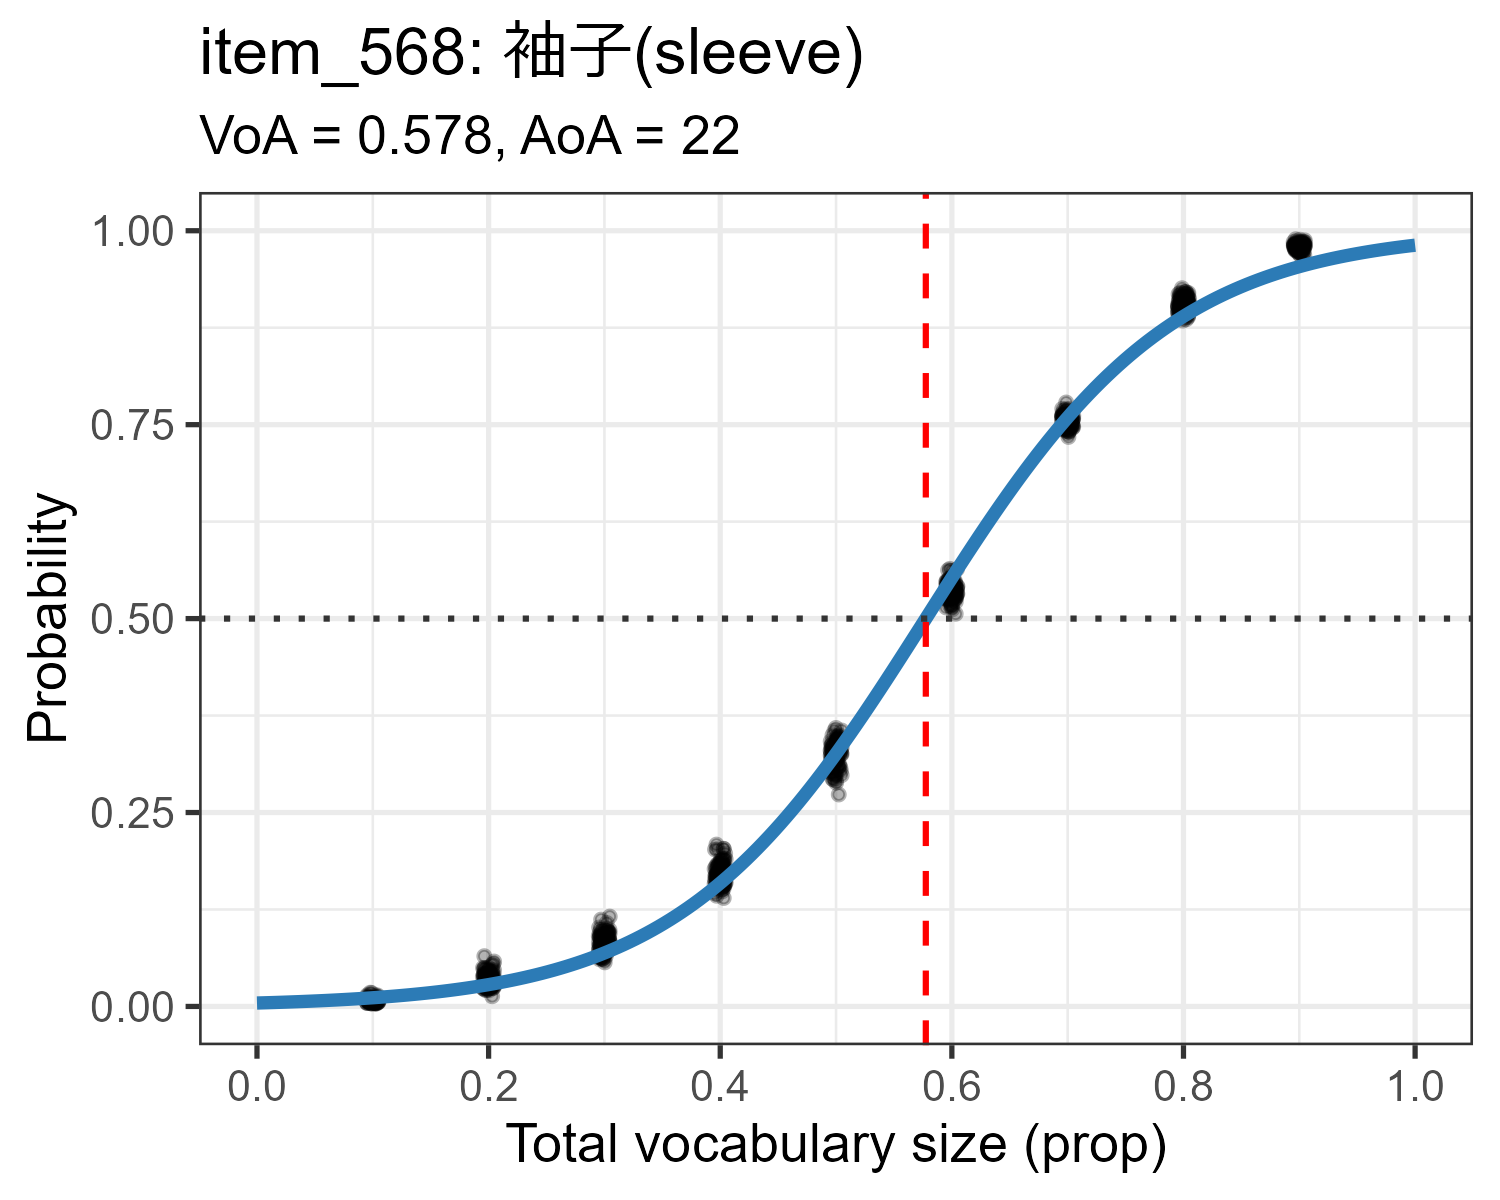 item_568: 袖子(sleeve)
VoA = 0.578, AoA = 22
1.00
0.75
0.50
0.25
0.00
Probability
0.0 0.2 0.4 0.6 0.8 1.0
Total vocabulary size (prop)